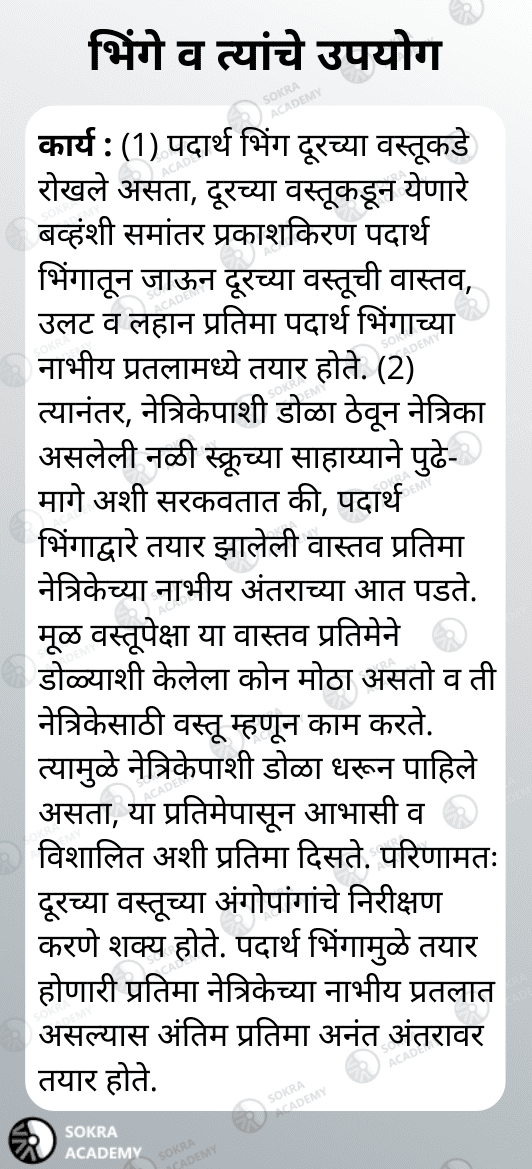 भिंगे व त्यांचे उपयोग
कार्य : (1) पदार्थ भिंग दूरच्या वस्तूकडे
रोखले असता, दूरच्या वस्तूकडून येणारे
बव्हंशी समांतर प्रकाशकिरण पदार्थ
भिंगातून जाऊन दूरच्या वस्तूची वास्तव,
उलट व लहान प्रतिमा पदार्थ भिंगाच्या
नाभीय प्रतलामध्ये तयार होते. (2)
त्यानंतर, नेत्रिकेपाशी डोळा ठेवून नेत्रिका
असलेली नळी स्क्रूच्या साहाय्याने पुढे-
मागे अशी सरकवतात की, पदार्थ
भिंगाद्वारे तयार झालेली वास्तव प्रतिमा
नेत्रिकेच्या नाभीय अंतराच्या आत पडते.
मूळ वस्तूपेक्षा या वास्तव प्रतिमेने
डोळ्याशी केलेला कोन मोठा असतो व ती
नेत्रिकेसाठी वस्तू म्हणून काम करते.
त्यामुळे नेत्रिकेपाशी डोळा धरून पाहिले
असता, या प्रतिमेपासून आभासी व
विशालित अशी प्रतिमा दिसते. परिणामतः
दूरच्या वस्तूच्या अंगोपांगांचे निरीक्षण
करणे शक्य होते. पदार्थ भिंगामुळे तयार
होणारी प्रतिमा नेत्रिकेच्या नाभीय प्रतलात
असल्यास अंतिम प्रतिमा अनंत अंतरावर
तयार होते.
SOKRA
ACADEMY